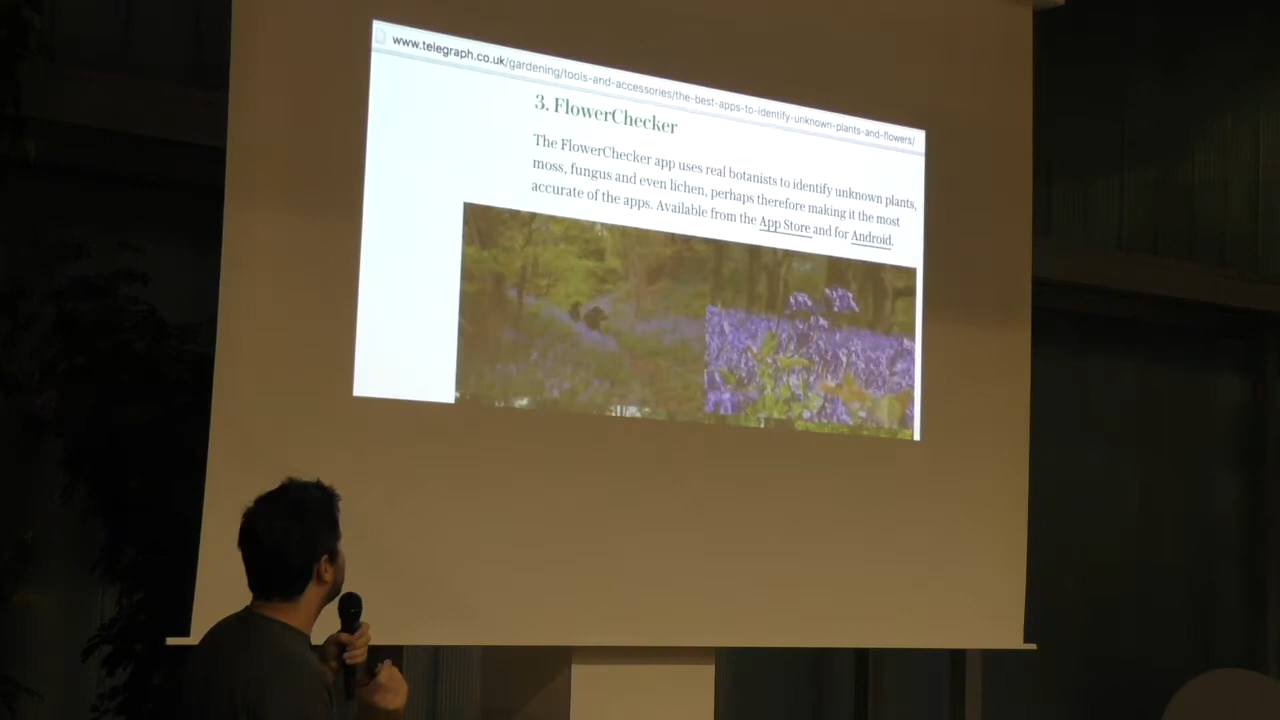 www.telegraph.co.uk/gardening/tools-and-accessories/the-best-apps-to-identify-unknown-plants-and-flowers/
3. FlowerChecker
The FlowerChecker app uses real botanists to identify unknown plants,
moss, fungus and even lichen, perhaps therefore making it the most
accurate of the apps. Available from the App Store and for Android.